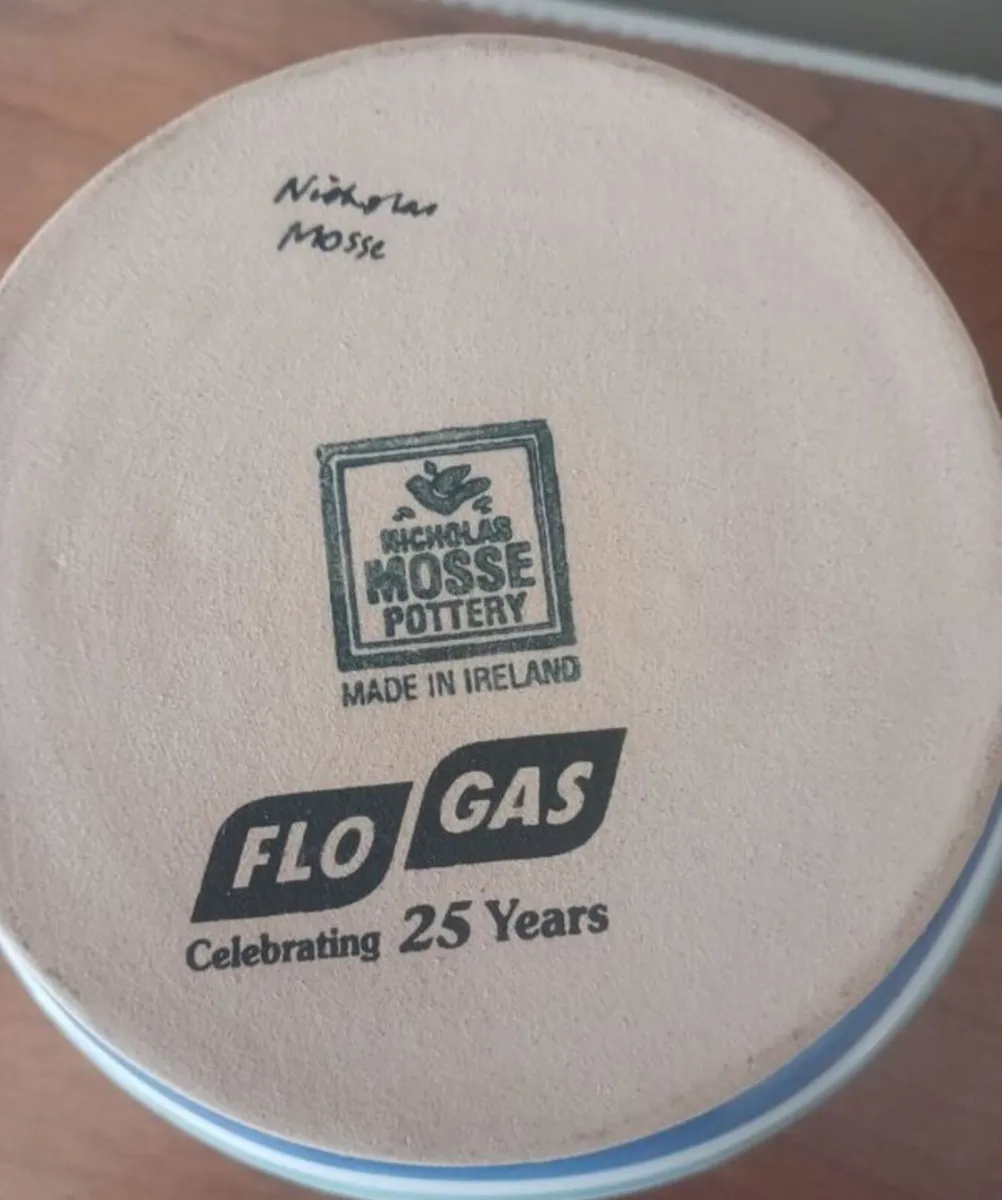 Nicholas
Mosse
NICHOLAS
MOSSE
POTTERY
MADE IN IRELAND
FLO GAS
Celebrating 25 Years